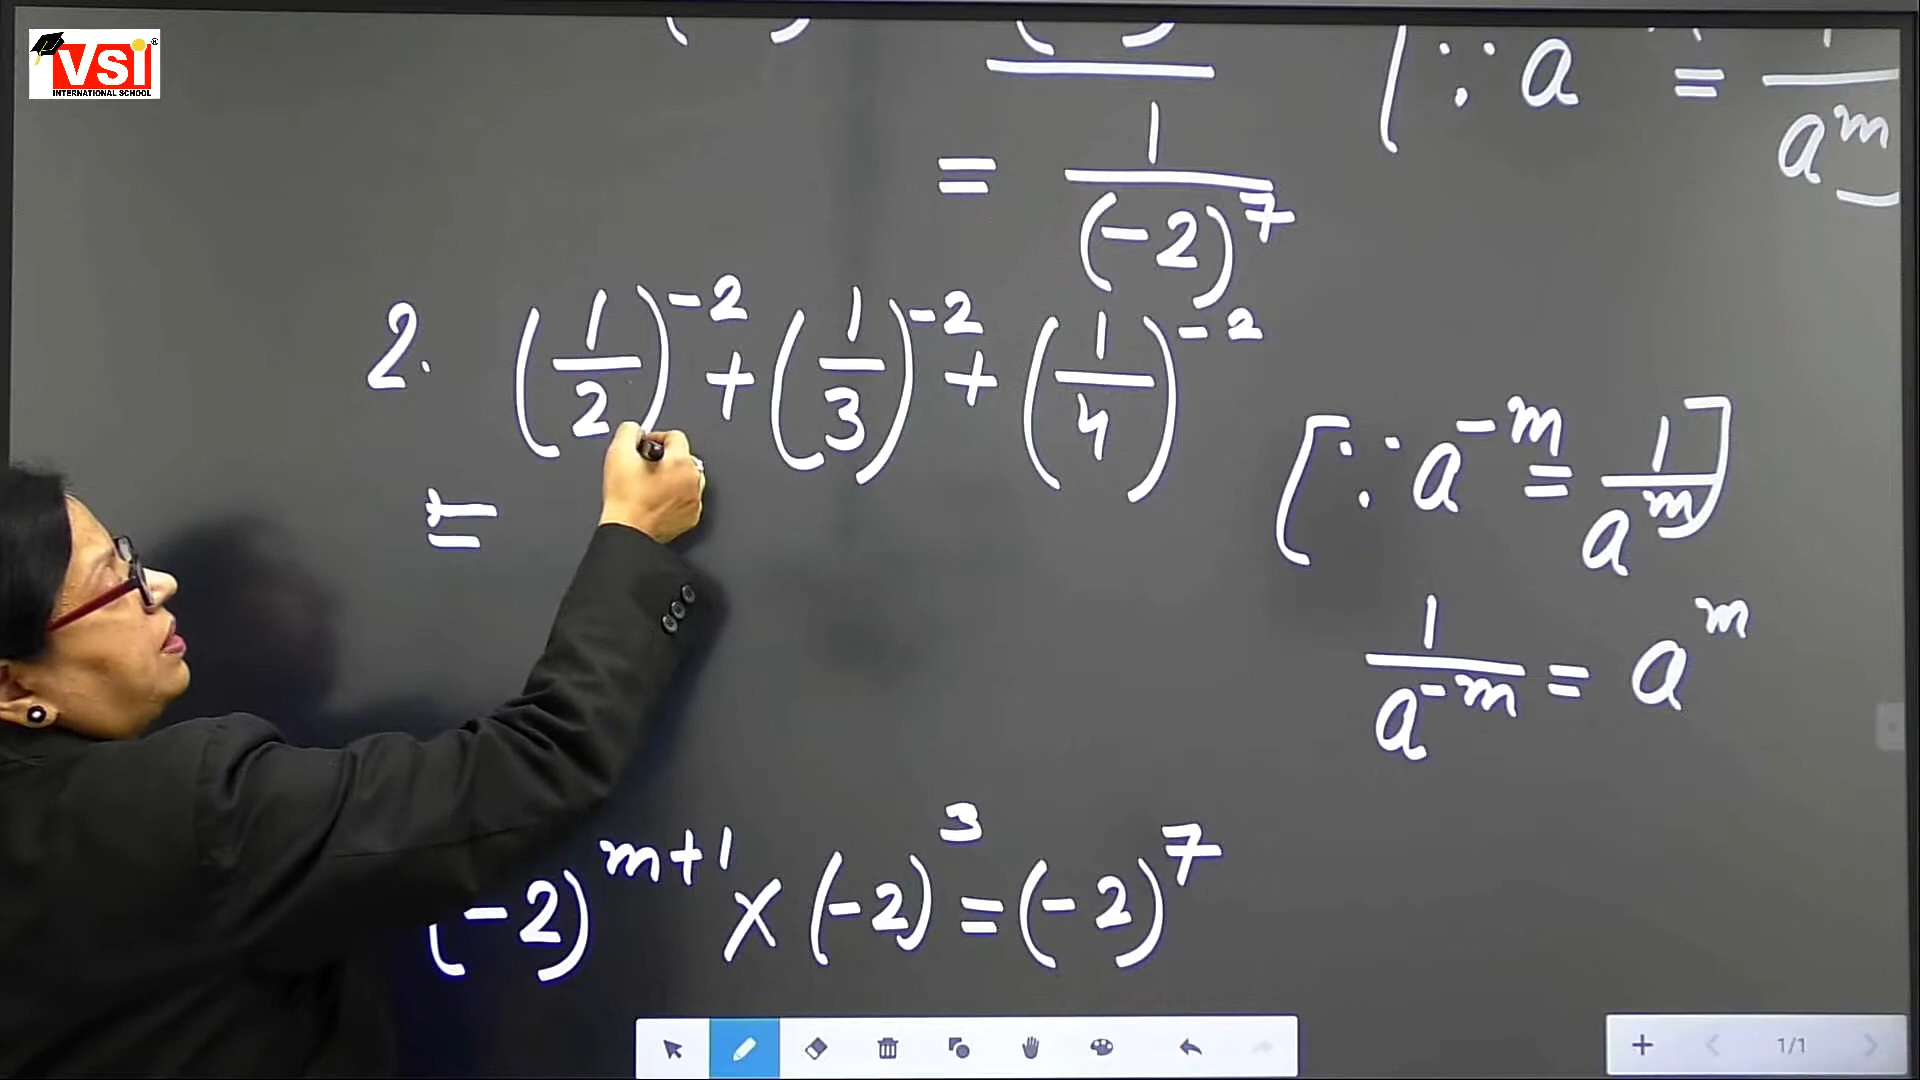 VSI
INTERNATIONAL SCHOOL
[∵ a = 1/a^m
= 1/(-2)^7
2. (1/2)^-2 + (1/3)^-2 + (1/4)^-2
[∵ a^-m = 1/a^m]
=
1/a^-m = a^m
(-2)^m+1 × (-2)^3 = (-2)^7
1/1